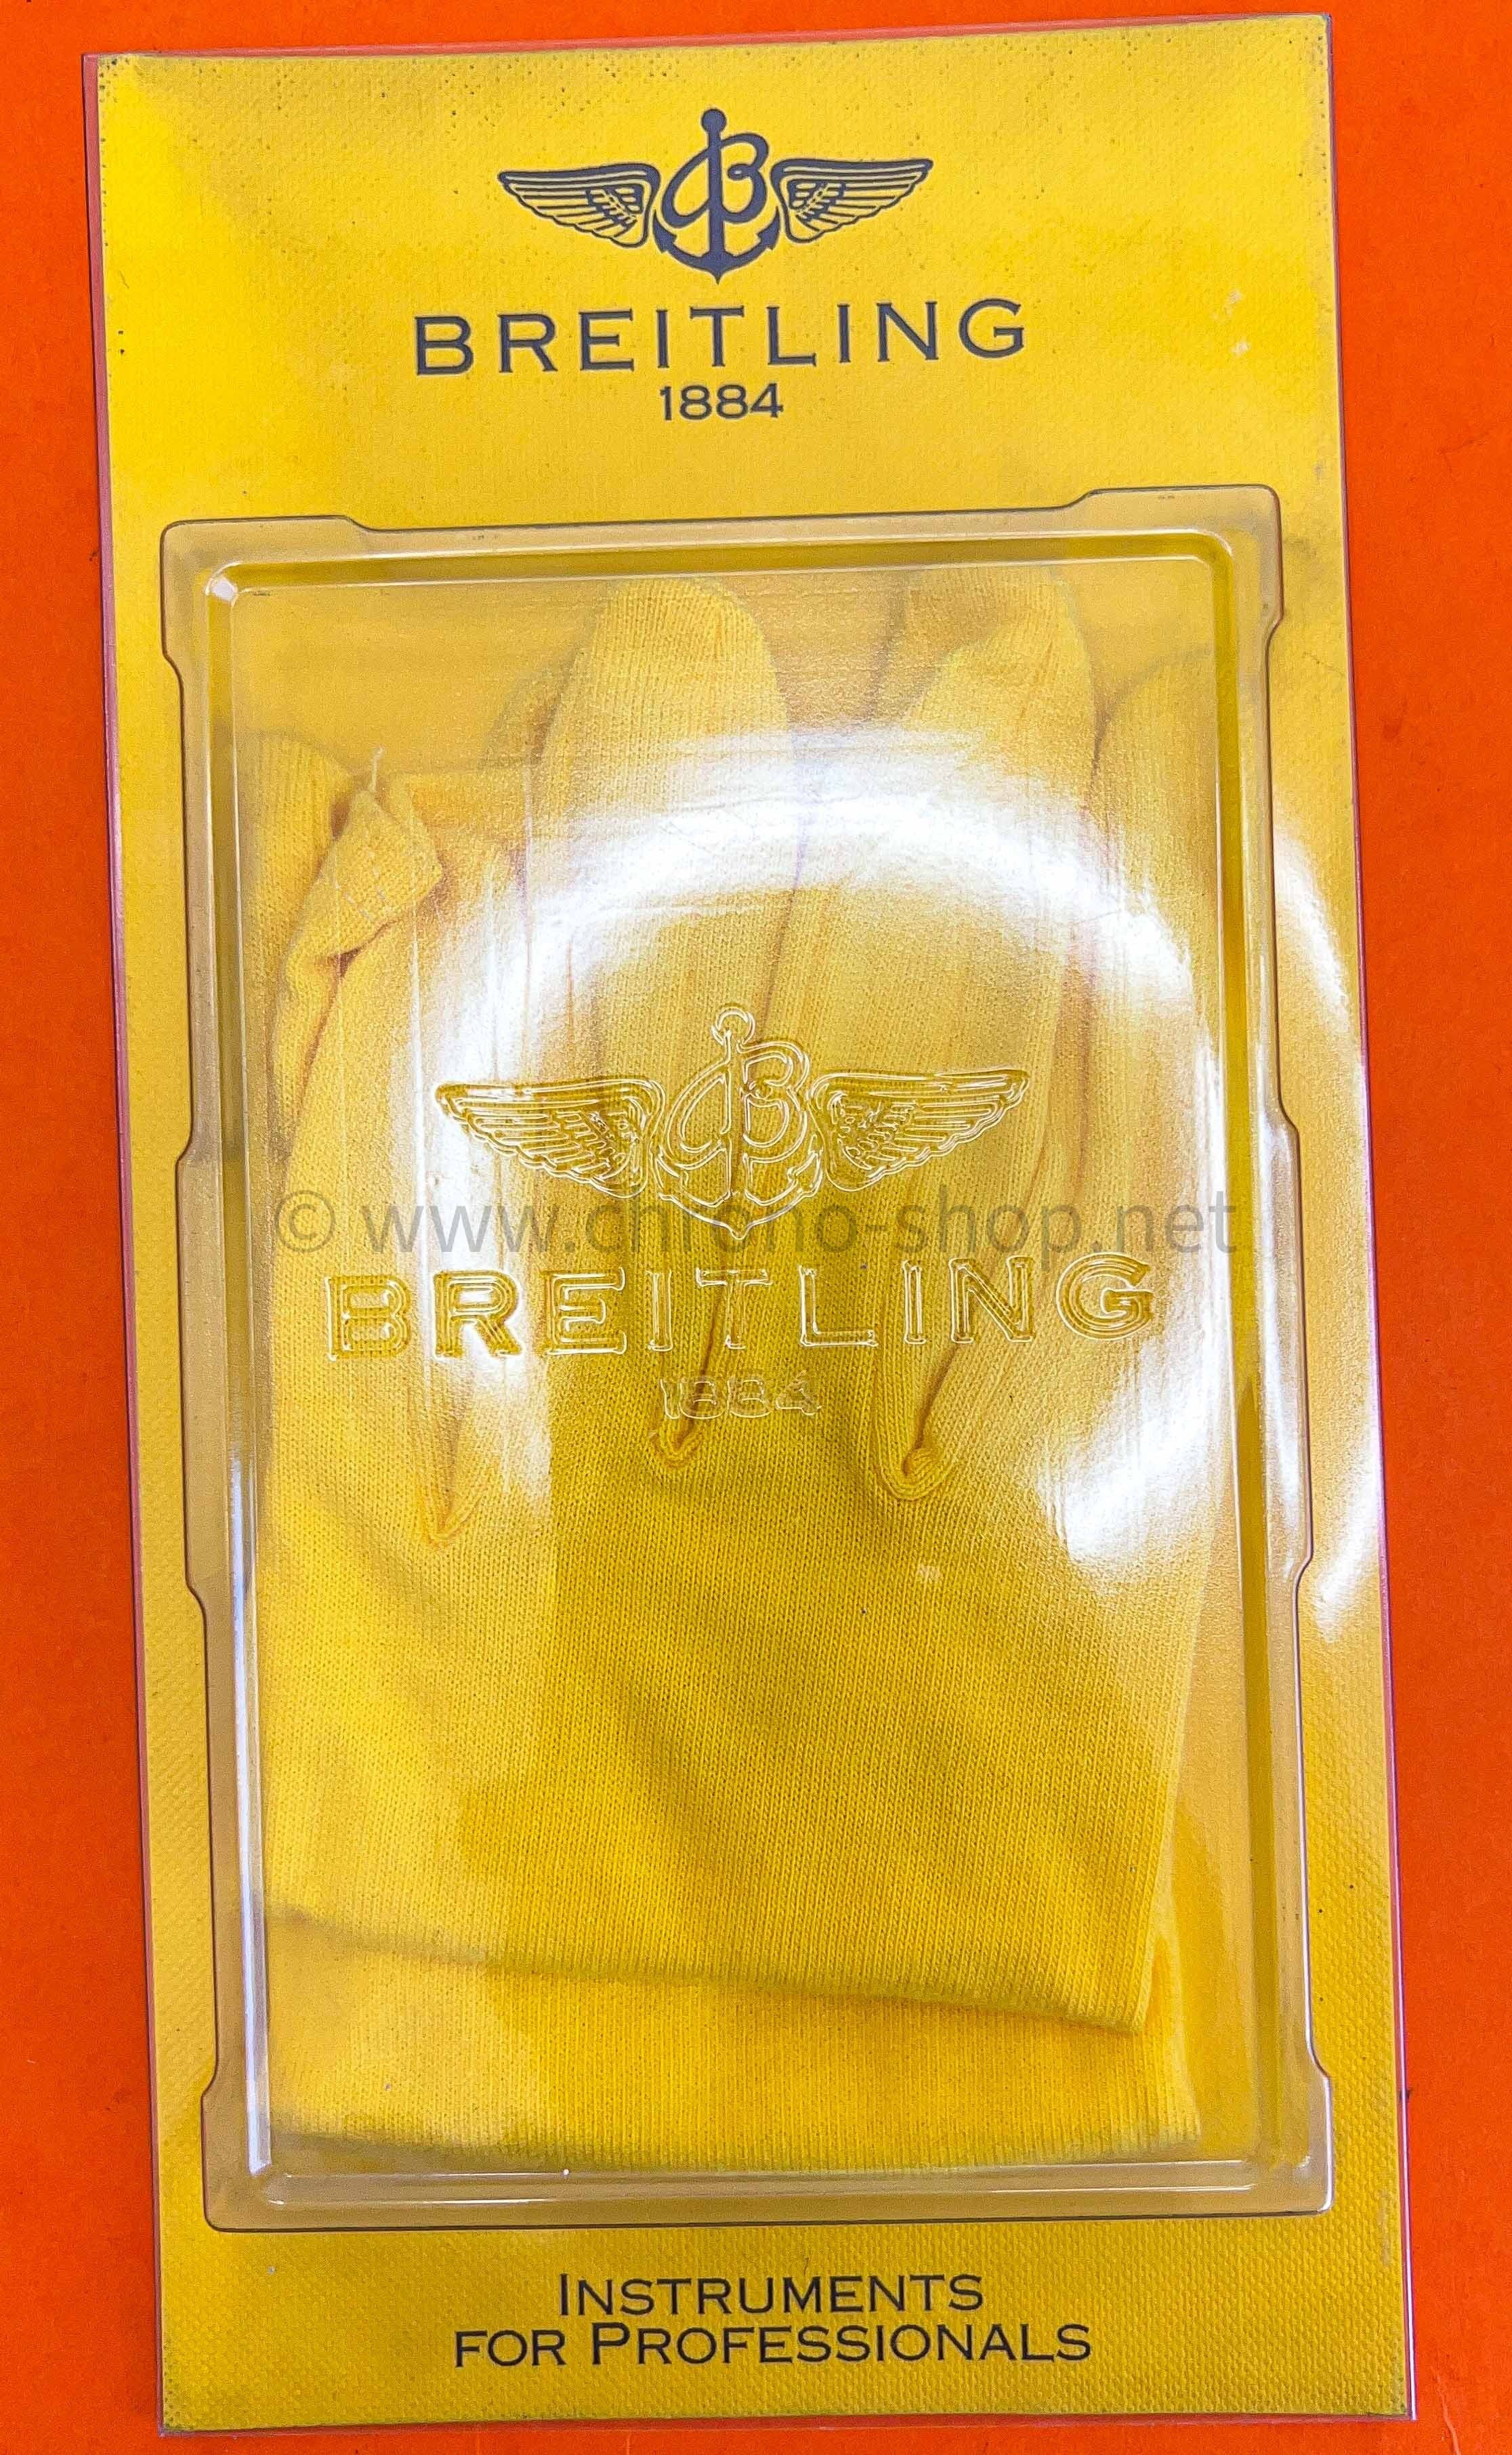 BREITLING
1884
© www.chrono-shop.net
BREITLING
1884
INSTRUMENTS
FOR PROFESSIONALS